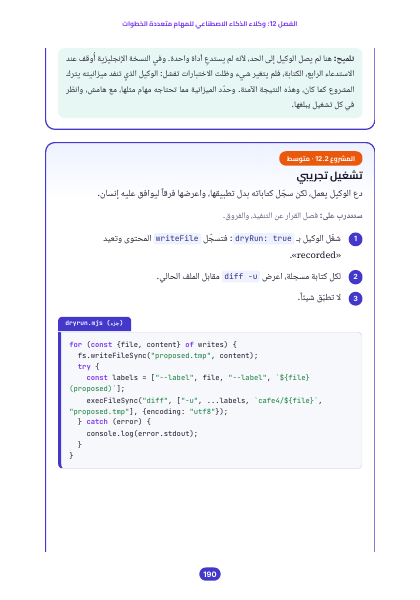 الفصل 12: وكلاء الذكاء الاصطناعي للمهام متعددة الخطوات
تلميح: هنا لم يصل الوكيل إلى الحد، لأنه لم يستدعِ أداة واحدة. وفي النسخة الإنجليزية أُوقف عند
الاستدعاء الرابع، الكتابة، فلم يتغير شيء وظلت الاختبارات تفشل: الوكيل الذي تنفد ميزانيته يترك
المشروع كما كان، وهذه النتيجة الآمنة. وحدّد الميزانية مما تحتاجه مهام مثلها، مع هامش، وانظر
في كل تشغيل يبلغها.
المشروع 12.2 · متوسط
تشغيل تجريبي
دع الوكيل يعمل، لكن سجّل كتاباته بدل تطبيقها، واعرضها فرقاً ليوافق عليه إنسان.
ستتدرب على: فصل القرار عن التنفيذ، والفروق.
1 شغّل الوكيل بـ dryRun: true: فتسجّل writeFile المحتوى وتعيد
«recorded».
2 لكل كتابة مسجلة، اعرض diff -u مقابل الملف الحالي.
3 لا تطبّق شيئاً.
dryrun.mjs (جزء)
for (const {file, content} of writes) {
fs.writeFileSync("proposed.tmp", content);
try {
const labels = ["--label", file, "--label", `${file}
(proposed)`];
execFileSync("diff", ["-u", ...labels, `cafe4/${file}`,
"proposed.tmp"], {encoding: "utf8"});
} catch (error) {
console.log(error.stdout);
}
}
190